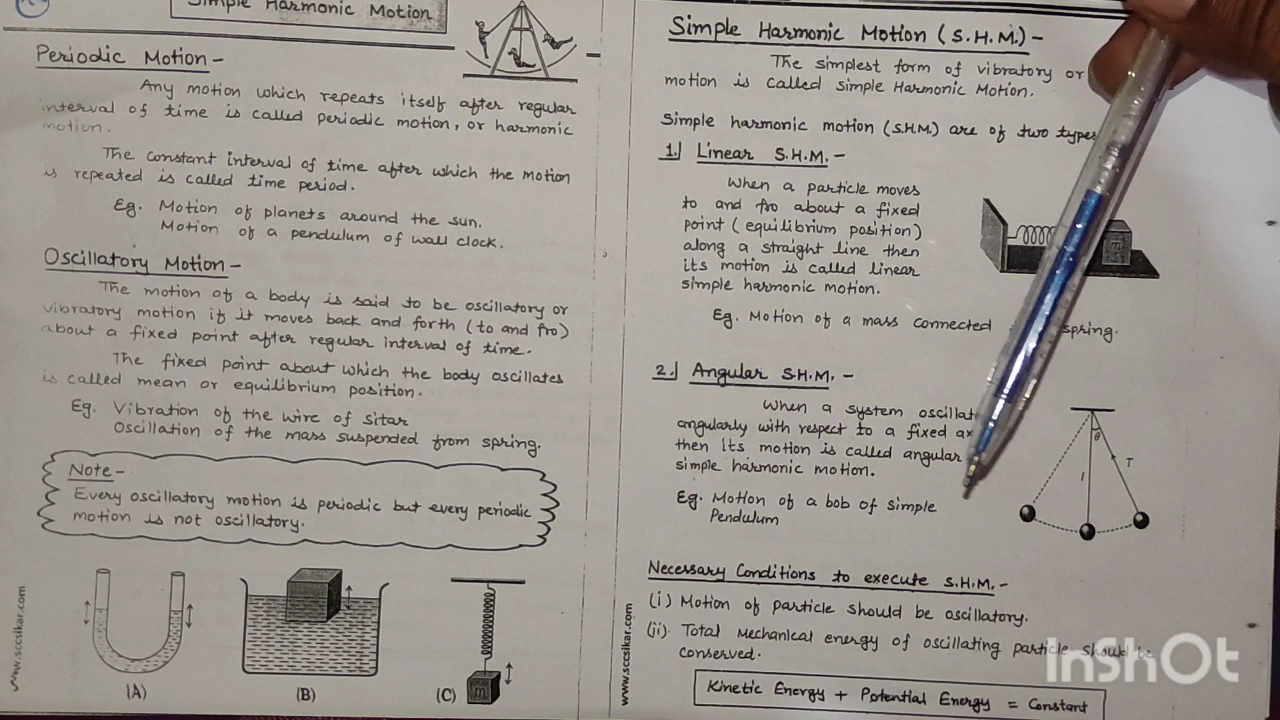 Simple Harmonic Motion
Periodic Motion -
Any motion which repeats itself after regular
interval of time is called periodic motion, or harmonic
motion.
The constant interval of time after which the motion
is repeated is called time period.
Eg. Motion of planets around the sun.
Motion of a pendulum of wall clock.
Oscillatory Motion -
The motion of a body is said to be oscillatory or
vibratory motion if it moves back and forth (to and fro)
about a fixed point after regular interval of time.
The fixed point about which the body oscillates
is called mean or equilibrium position.
Eg. Vibration of the wire of sitar
Oscillation of the mass suspended from spring.
Note -
Every oscillatory motion is periodic but every periodic
motion is not oscillatory.
(A)
(B)
(C)
m
www.sccsikar.com
Simple Harmonic Motion (S.H.M.) -
The simplest form of vibratory or
motion is called Simple Harmonic Motion.
Simple harmonic motion (S.H.M.) are of two types
1. Linear S.H.M. -
When a particle moves
to and fro about a fixed
point (equilibrium position)
along a straight line then
its motion is called linear
simple harmonic motion.
m
Eg. Motion of a mass connected spring.
2. Angular S.H.M. -
When a system oscillat
angularly with respect to a fixed ax
then its motion is called angular
simple harmonic motion.
Eg. Motion of a bob of simple
Pendulum
θ
T
l
Necessary Conditions to execute S.H.M. -
(i) Motion of particle should be oscillatory.
(ii). Total Mechanical energy of oscillating particle should be
conserved.
Kinetic Energy + Potential Energy = Constant
www.sccsikar.com
InShOt